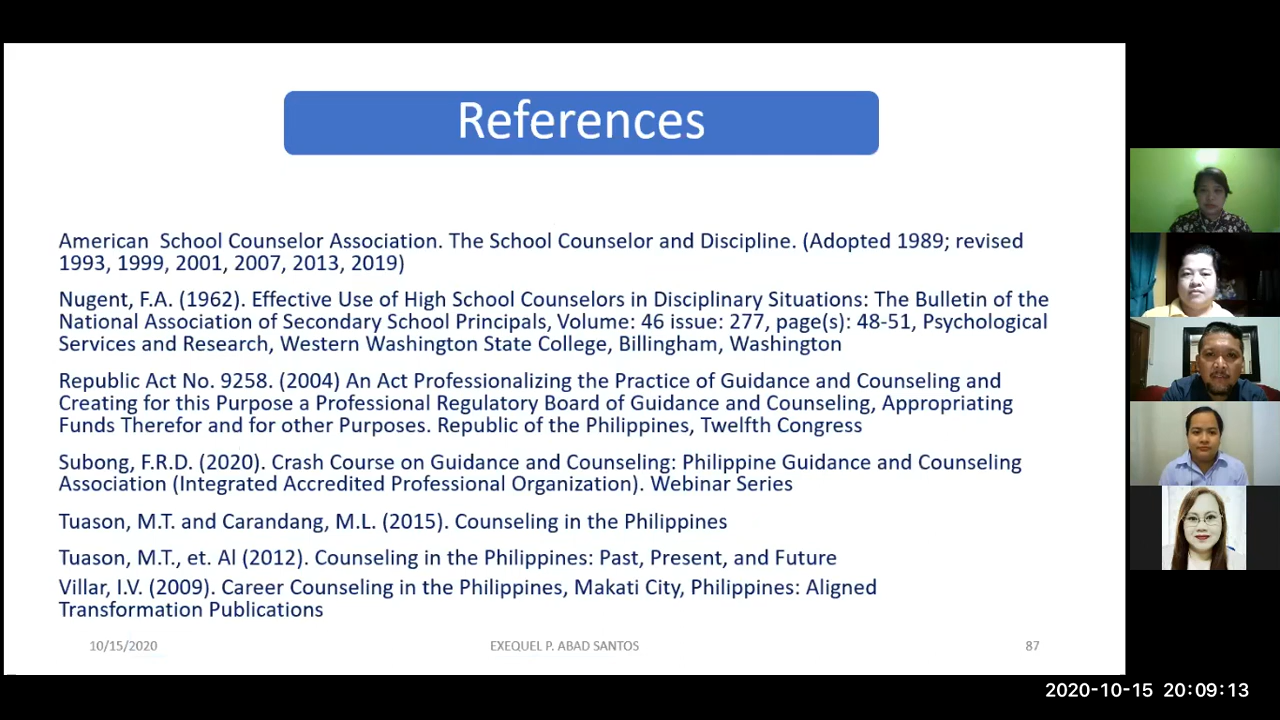 References
American  School Counselor Association. The School Counselor and Discipline. (Adopted 1989; revised
1993, 1999, 2001, 2007, 2013, 2019)
Nugent, F.A. (1962). Effective Use of High School Counselors in Disciplinary Situations: The Bulletin of the
National Association of Secondary School Principals, Volume: 46 issue: 277, page(s): 48-51, Psychological
Services and Research, Western Washington State College, Billingham, Washington
Republic Act No. 9258. (2004) An Act Professionalizing the Practice of Guidance and Counseling and
Creating for this Purpose a Professional Regulatory Board of Guidance and Counseling, Appropriating
Funds Therefor and for other Purposes. Republic of the Philippines, Twelfth Congress
Subong, F.R.D. (2020). Crash Course on Guidance and Counseling: Philippine Guidance and Counseling
Association (Integrated Accredited Professional Organization). Webinar Series
Tuason, M.T. and Carandang, M.L. (2015). Counseling in the Philippines
Tuason, M.T., et. Al (2012). Counseling in the Philippines: Past, Present, and Future
Villar, I.V. (2009). Career Counseling in the Philippines, Makati City, Philippines: Aligned
Transformation Publications
10/15/2020
EXEQUEL P. ABAD SANTOS
87
2020-10-15 20:09:13